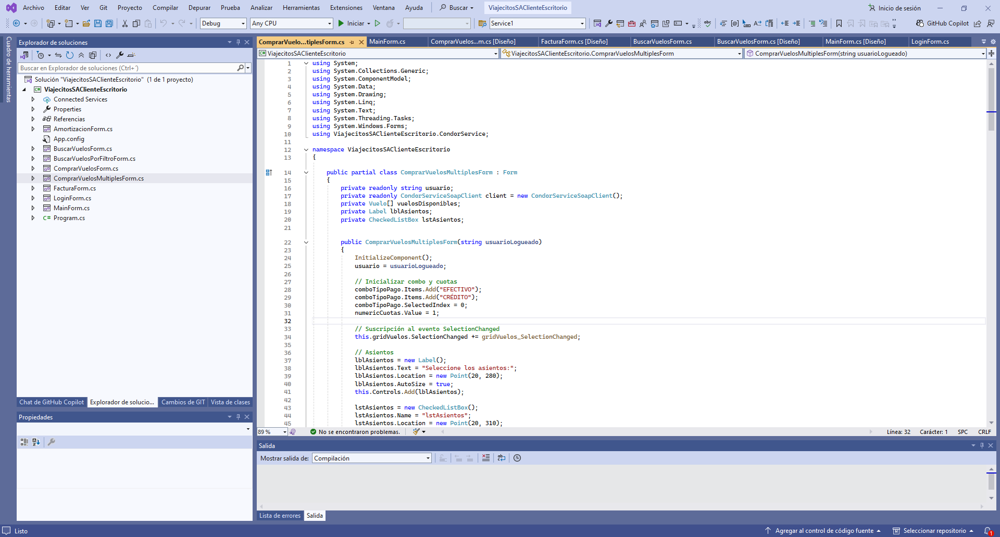 Archivo Editar Ver Git Proyecto Compilar Depurar Prueba Analizar Herramientas Extensiones Ventana Ayuda Buscar ViajecitosSAClienteEscritorio Inicio de sesión
Debug Any CPU Iniciar Service1 GitHub Copilot
Cuadro de herramientas
Explorador de soluciones
Buscar en Explorador de soluciones (Ctrl+´)
Solución "ViajecitosSAClienteEscritorio" (1 de 1 proyecto)
ViajecitosSAClienteEscritorio
Connected Services
Properties
Referencias
AmortizacionForm.cs
App.config
BuscarVuelosForm.cs
BuscarVuelosPorFiltroForm.cs
ComprarVuelosForm.cs
ComprarVuelosMultiplesForm.cs
FacturaForm.cs
LoginForm.cs
MainForm.cs
C# Program.cs
Chat de GitHub Copilot Explorador de solucio... Cambios de GIT Vista de clases
Propiedades
ComprarVuelo...tiplesForm.cs MainForm.cs ComprarVuelos...m.cs [Diseño] FacturaForm.cs [Diseño] BuscarVuelosForm.cs BuscarVuelosForm.cs [Diseño] MainForm.cs [Diseño] LoginForm.cs
ViajecitosSAClienteEscritorio ViajecitosSAClienteEscritorio.ComprarVuelosMultiplesForm ComprarVuelosMultiplesForm(string usuarioLogueado)
1 using System;
2 using System.Collections.Generic;
3 using System.ComponentModel;
4 using System.Data;
5 using System.Drawing;
6 using System.Linq;
7 using System.Text;
8 using System.Threading.Tasks;
9 using System.Windows.Forms;
10 using ViajecitosSAClienteEscritorio.CondorService;
11
12 namespace ViajecitosSAClienteEscritorio
13 {
14 public partial class ComprarVuelosMultiplesForm : Form
15 {
16 private readonly string usuario;
17 private readonly CondorServiceSoapClient client = new CondorServiceSoapClient();
18 private Vuelo[] vuelosDisponibles;
19 private Label lblAsientos;
20 private CheckedListBox lstAsientos;
21
22 public ComprarVuelosMultiplesForm(string usuarioLogueado)
23 {
24 InitializeComponent();
25 usuario = usuarioLogueado;
26
27 // Inicializar combo y cuotas
28 comboTipoPago.Items.Add("EFECTIVO");
29 comboTipoPago.Items.Add("CRÉDITO");
30 comboTipoPago.SelectedIndex = 0;
31 numericCuotas.Value = 1;
32
33 // Suscripción al evento SelectionChanged
34 this.gridVuelos.SelectionChanged += gridVuelos_SelectionChanged;
35
36 // Asientos
37 lblAsientos = new Label();
38 lblAsientos.Text = "Seleccione los asientos:";
39 lblAsientos.Location = new Point(20, 280);
40 lblAsientos.AutoSize = true;
41 this.Controls.Add(lblAsientos);
42
43 lstAsientos = new CheckedListBox();
44 lstAsientos.Name = "lstAsientos";
45 lstAsientos.Location = new Point(20, 310);
89 % No se encontraron problemas. Línea: 32 Carácter: 1 SPC CRLF
Salida
Mostrar salida de: Compilación
Lista de errores Salida
Listo Agregar al control de código fuente Seleccionar repositorio 1